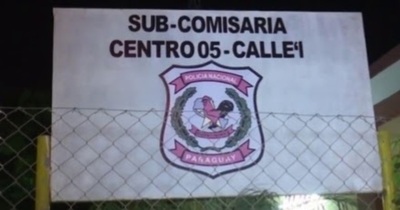 SUB-COMISARIA
CENTRO 05 - CALLE'I
POLICIA NACIONAL
PARAGUAY